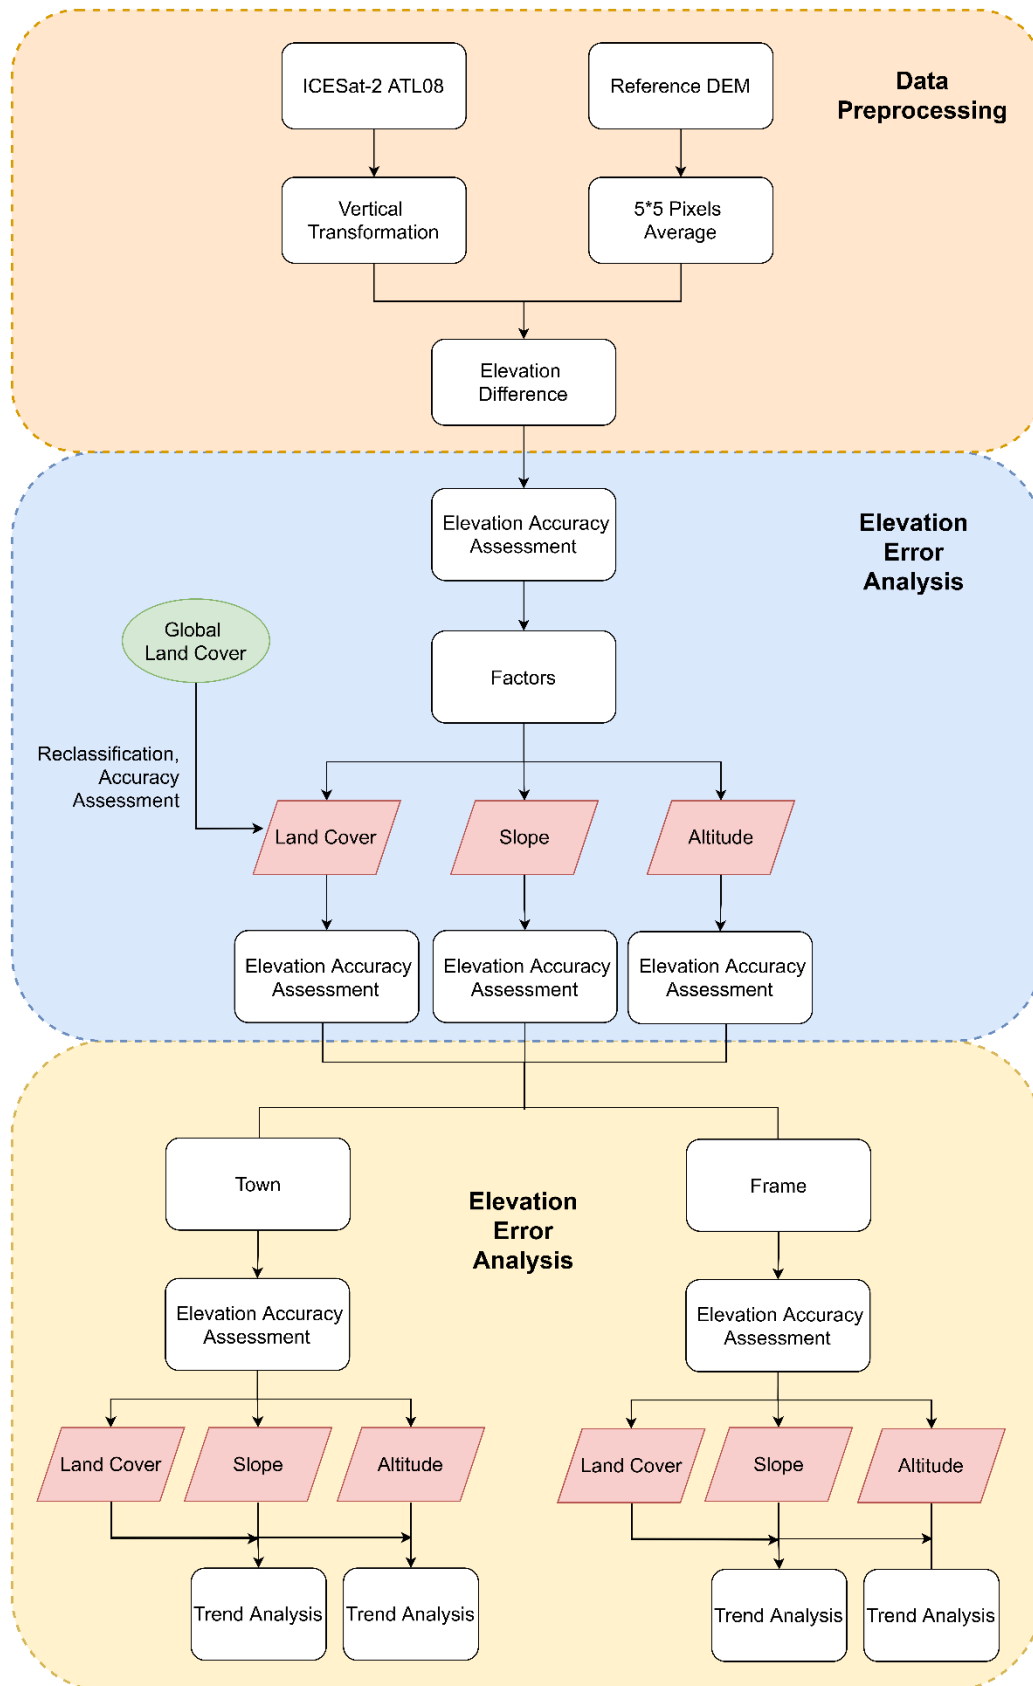 ICESat-2 ATL08
Reference DEM
Data
Preprocessing
Vertical
Transformation
5*5 Pixels
Average
Elevation
Difference
Elevation Accuracy
Assessment
Elevation
Error
Analysis
Global
Land Cover
Factors
Reclassification,
Accuracy
Assessment
Land Cover
Slope
Altitude
Elevation Accuracy
Assessment
Elevation Accuracy
Assessment
Elevation Accuracy
Assessment
Town
Elevation
Error
Analysis
Frame
Elevation Accuracy
Assessment
Elevation Accuracy
Assessment
Land Cover
Slope
Altitude
Land Cover
Slope
Altitude
Trend Analysis
Trend Analysis
Trend Analysis
Trend Analysis